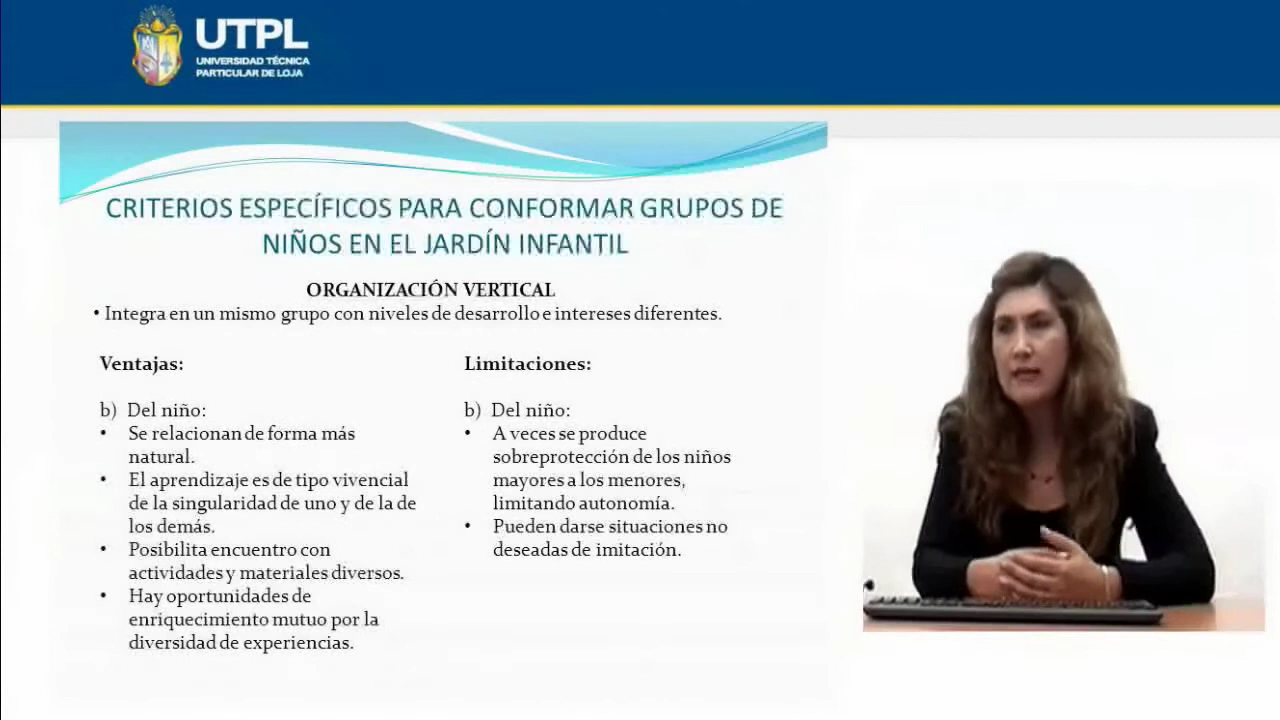 UTPL
UNIVERSIDAD TÉCNICA
PARTICULAR DE LOJA
CRITERIOS ESPECÍFICOS PARA CONFORMAR GRUPOS DE
NIÑOS EN EL JARDÍN INFANTIL
ORGANIZACIÓN VERTICAL
• Integra en un mismo grupo con niveles de desarrollo e intereses diferentes.
Ventajas:
b) Del niño:
• Se relacionan de forma más
natural.
• El aprendizaje es de tipo vivencial
de la singularidad de uno y de la de
los demás.
• Posibilita encuentro con
actividades y materiales diversos.
• Hay oportunidades de
enriquecimiento mutuo por la
diversidad de experiencias.
Limitaciones:
b) Del niño:
• A veces se produce
sobreprotección de los niños
mayores a los menores,
limitando autonomía.
• Pueden darse situaciones no
deseadas de imitación.